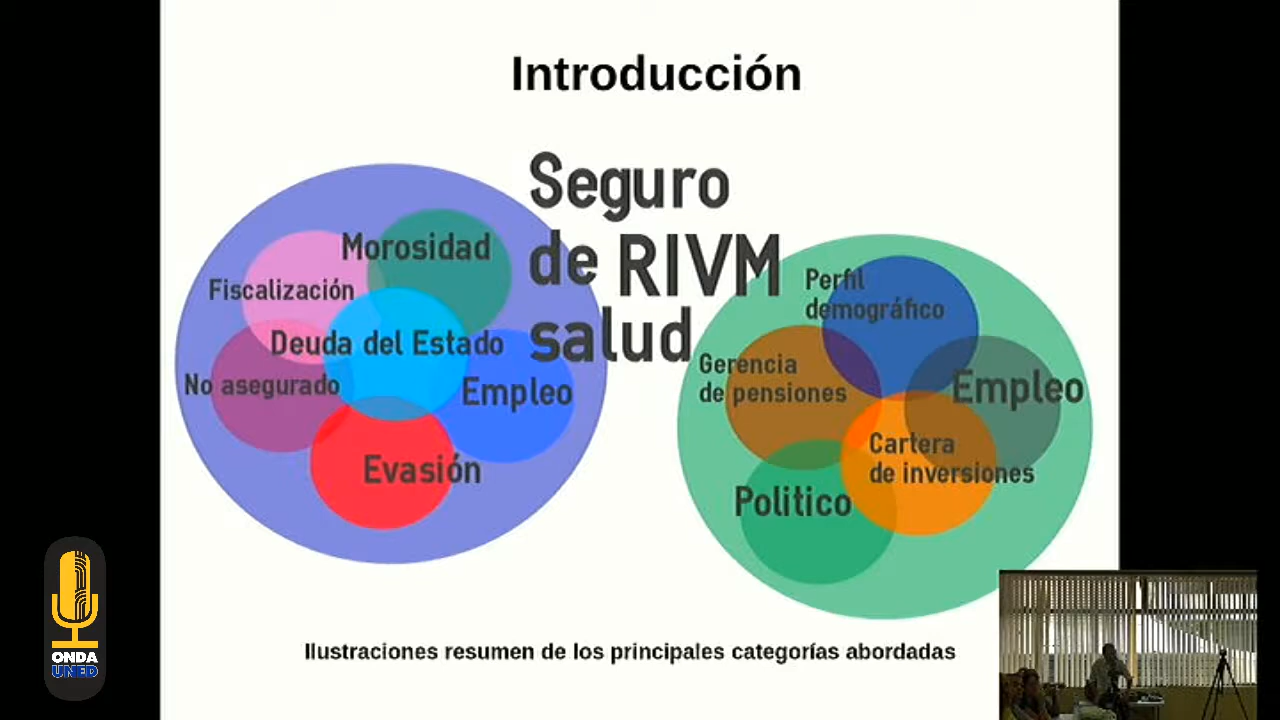 Introducción
Seguro
de RIVM
salud
Morosidad
Fiscalización
Deuda del Estado
No asegurado
Empleo
Evasión
Perfil
demográfico
Gerencia
de pensiones
Empleo
Cartera
de inversiones
Politico
Ilustraciones resumen de los principales categorías abordadas
ONDA
UNED